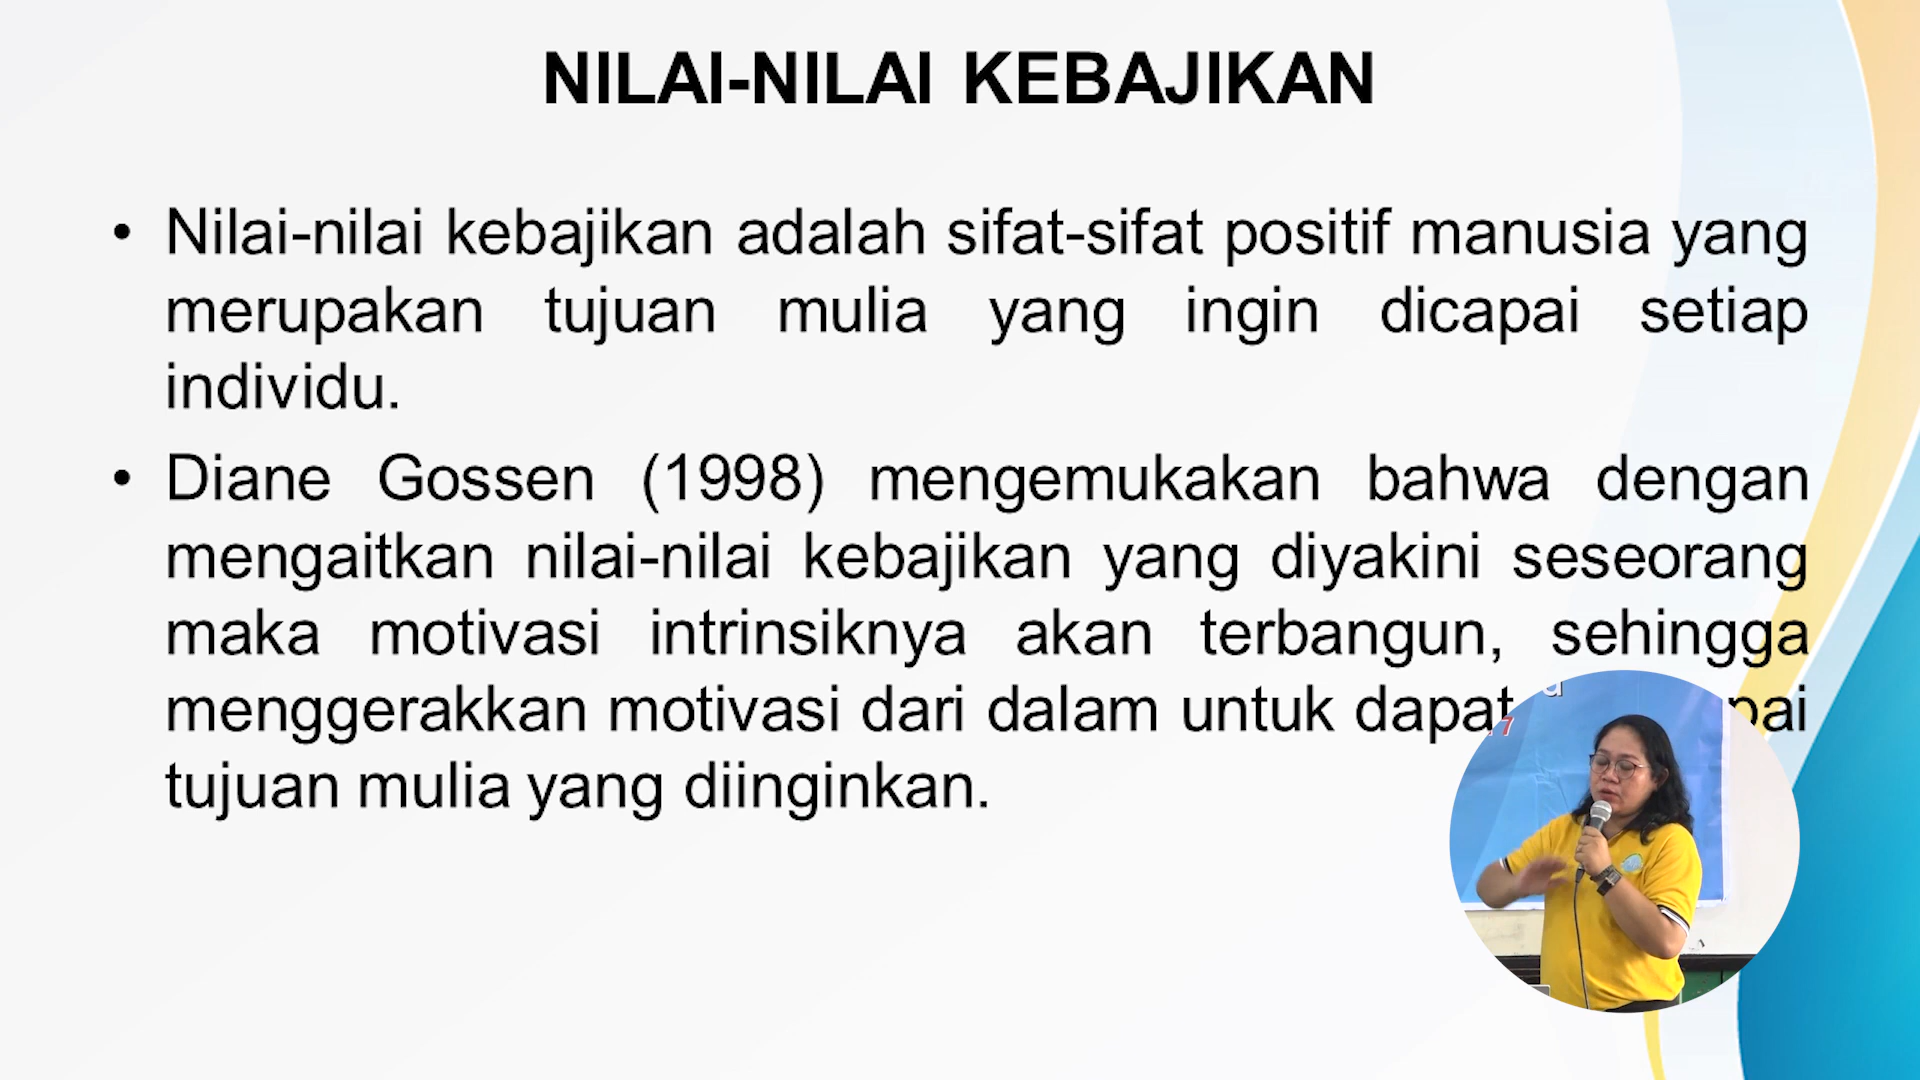 NILAI-NILAI KEBAJIKAN
• Nilai-nilai kebajikan adalah sifat-sifat positif manusia yang
merupakan tujuan mulia yang ingin dicapai setiap
individu.
• Diane Gossen (1998) mengemukakan bahwa dengan
mengaitkan nilai-nilai kebajikan yang diyakini seseorang
maka motivasi intrinsiknya akan terbangun, sehingga
menggerakkan motivasi dari dalam untuk dapat
tujuan mulia yang diinginkan.